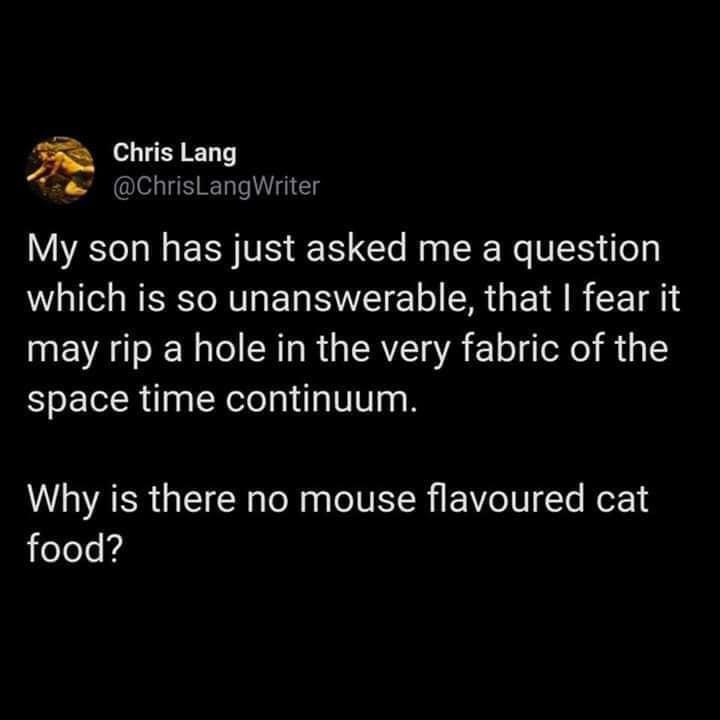 Chris Lang
@ChrisLangWriter
My son has just asked me a question
which is so unanswerable, that I fear it
may rip a hole in the very fabric of the
space time continuum.
Why is there no mouse flavoured cat
food?